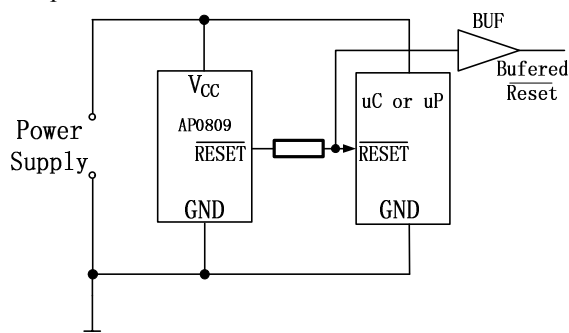 BUF
Bufered
Reset
VCC
AP0809
RESET
GND
uC or uP
RESET
GND
Power
Supply